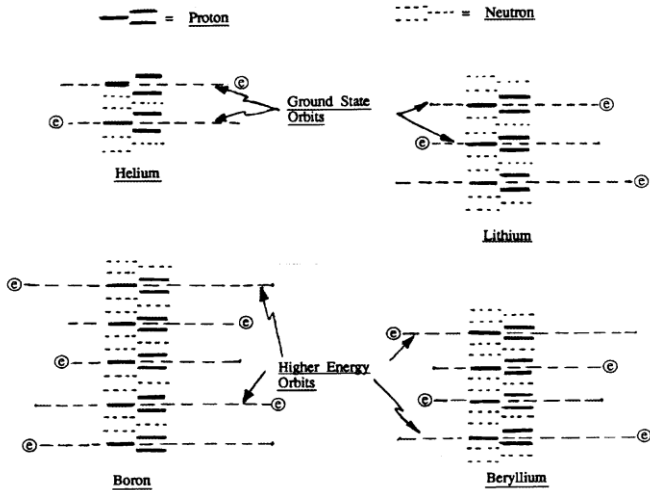 = Proton
= Neutron
e
e
Ground State
Orbits
e
e
e
Helium
Lithium
e
e
e
e
e
Higher Energy
Orbits
e
e
e
e
Boron
Beryllium